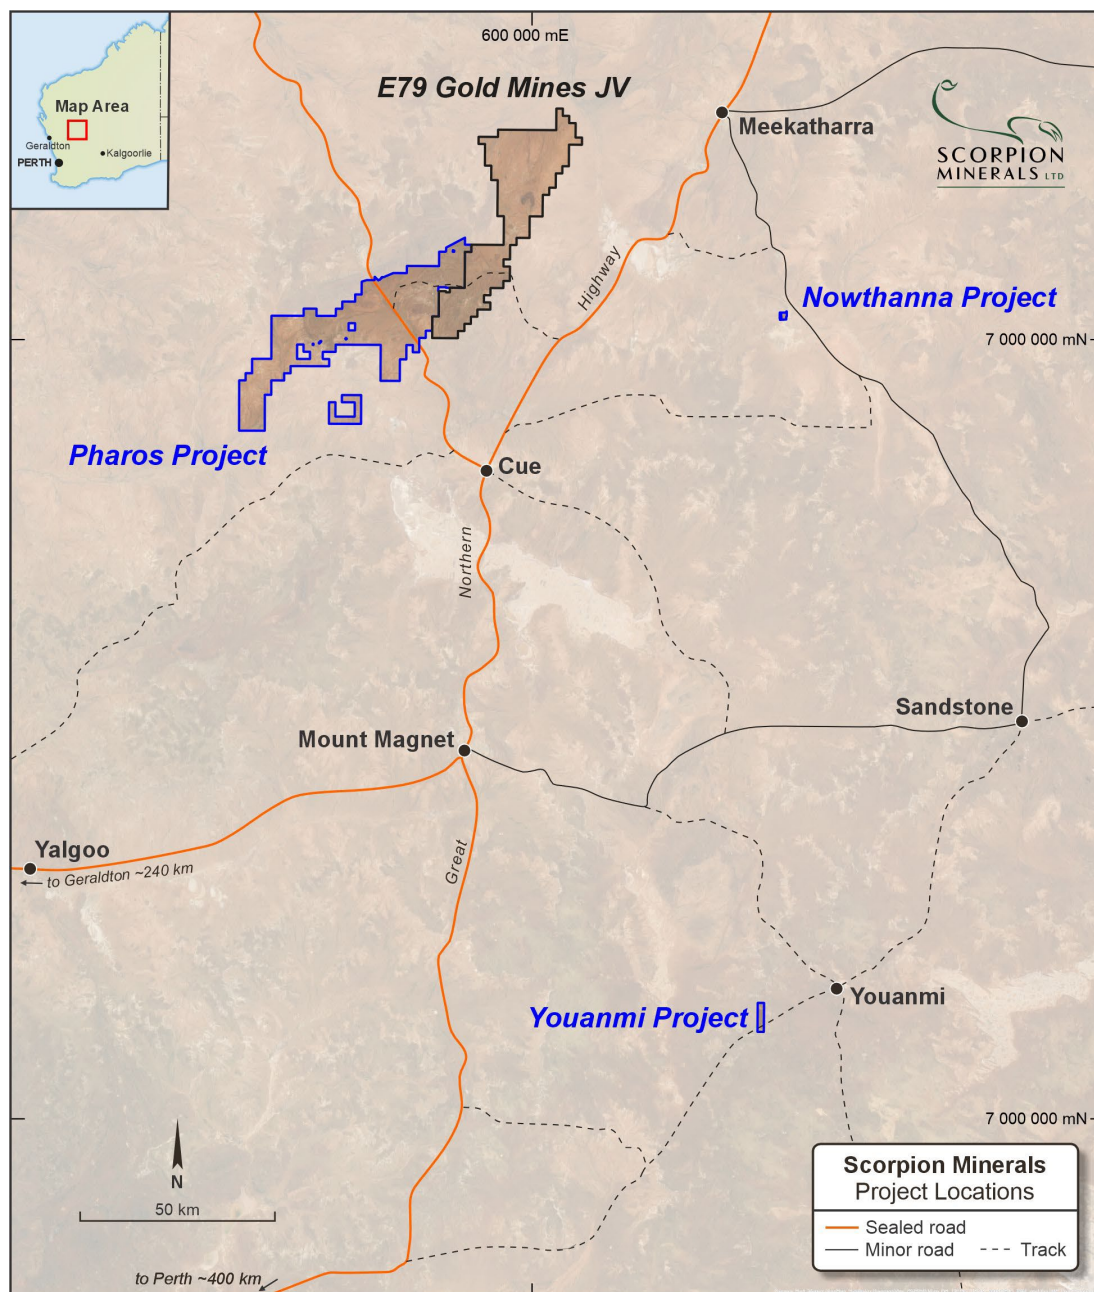 600 000 mE
E79 Gold Mines JV
Map Area
Geraldton
Kalgoorlie
PERTH
Meekatharra
SCORPION
MINERALS LTD
Highway
Nowthanna Project
7 000 000 mN
Pharos Project
Cue
Northern
Sandstone
Mount Magnet
Yalgoo
to Geraldton ~240 km
Great
Youanmi
Youanmi Project
7 000 000 mN
N
50 km
to Perth ~400 km
Scorpion Minerals
Project Locations
Sealed road
Minor road
Track